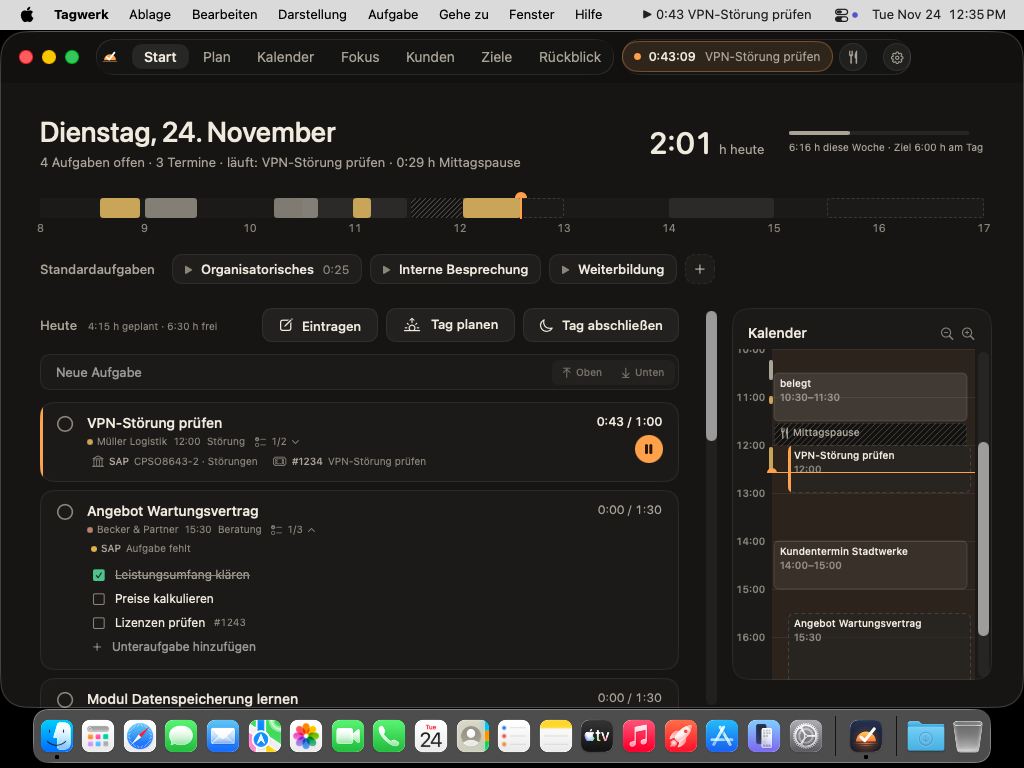 Tagwerk Ablage Bearbeiten Darstellung Aufgabe Gehe zu Fenster Hilfe 0:43 VPN-Störung prüfen Tue Nov 24 12:35 PM
Start Plan Kalender Fokus Kunden Ziele Rückblick 0:43:09 VPN-Störung prüfen
Dienstag, 24. November
4 Aufgaben offen · 3 Termine · läuft: VPN-Störung prüfen · 0:29 h Mittagspause
2:01 h heute
6:16 h diese Woche · Ziel 6:00 h am Tag
8 9 10 11 12 13 14 15 16 17
Standardaufgaben Organisatorisches 0:25 Interne Besprechung Weiterbildung +
Heute 4:15 h geplant · 6:30 h frei Eintragen Tag planen Tag abschließen
Neue Aufgabe Oben Unten
VPN-Störung prüfen 0:43 / 1:00
Müller Logistik 12:00 Störung 1/2
SAP CPSO8643-2 · Störungen #1234 VPN-Störung prüfen
Angebot Wartungsvertrag 0:00 / 1:30
Becker & Partner 15:30 Beratung 1/3
SAP Aufgabe fehlt
Leistungsumfang klären
Preise kalkulieren
Lizenzen prüfen #1243
+ Unteraufgabe hinzufügen
Modul Datenspeicherung lernen 0:00 / 1:30
Kalender
10:00
belegt
11:00 10:30–11:30
Mittagspause
12:00
VPN-Störung prüfen
12:00
13:00
14:00
Kundentermin Stadtwerke
14:00–15:00
15:00
Angebot Wartungsvertrag
16:00 15:30
Tue
24
tv